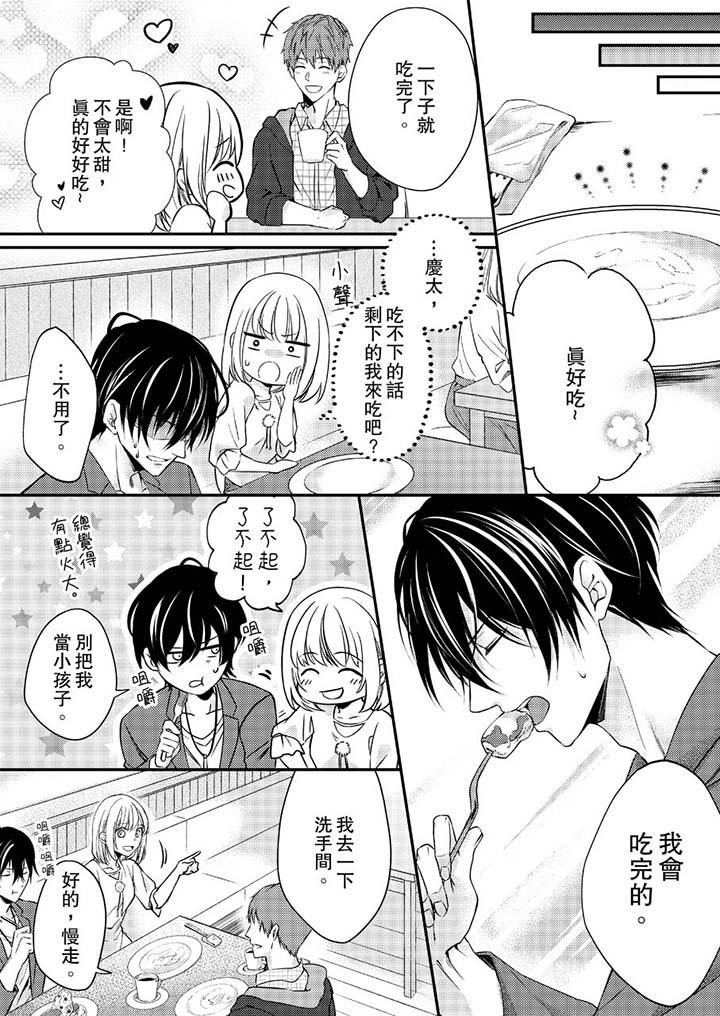 真好吃~
一下子就
吃完了。
是啊！
不會太甜，
真的好好吃~
…慶太，
吃不下的話
剩下的我來吃吧？
小聲
…不用了。
我會
吃完的。
了不起，
了不起！
咀嚼
咀嚼
別把我
當小孩子。
總覺得
有點火大。
我去一下
洗手間。
好的，慢走。
咀嚼咀嚼
咀嚼